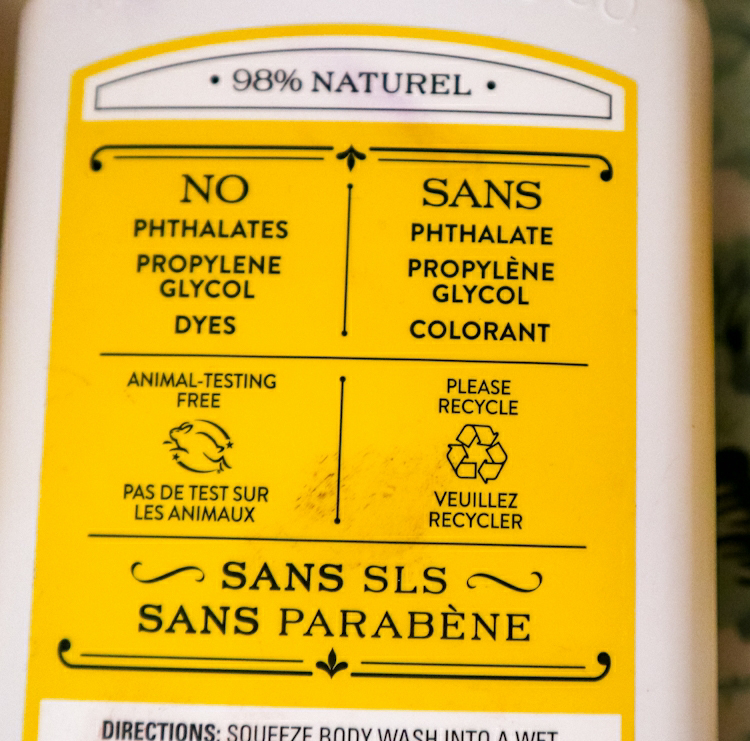 • 98% NATUREL •
NO
PHTHALATES
PROPYLENE
GLYCOL
DYES
SANS
PHTHALATE
PROPYLÈNE
GLYCOL
COLORANT
ANIMAL-TESTING
FREE
PAS DE TEST SUR
LES ANIMAUX
PLEASE
RECYCLE
VEUILLEZ
RECYCLER
SANS SLS
SANS PARABÈNE
DIRECTIONS: SQUEEZE BODY WASH INTO A WET